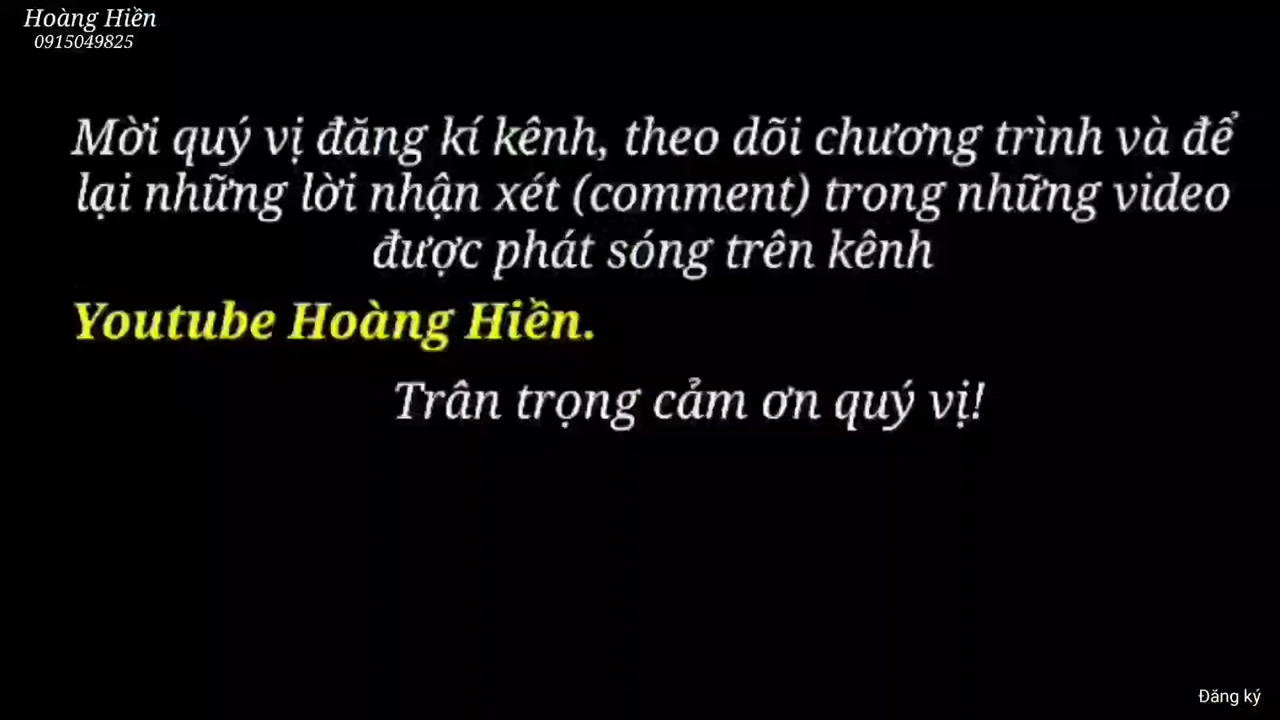 Hoàng Hiền
0915049825
Mời quý vị đăng kí kênh, theo dõi chương trình và để
lại những lời nhận xét (comment) trong những video
được phát sóng trên kênh
Youtube Hoàng Hiền.
Trân trọng cảm ơn quý vị!
Đăng ký